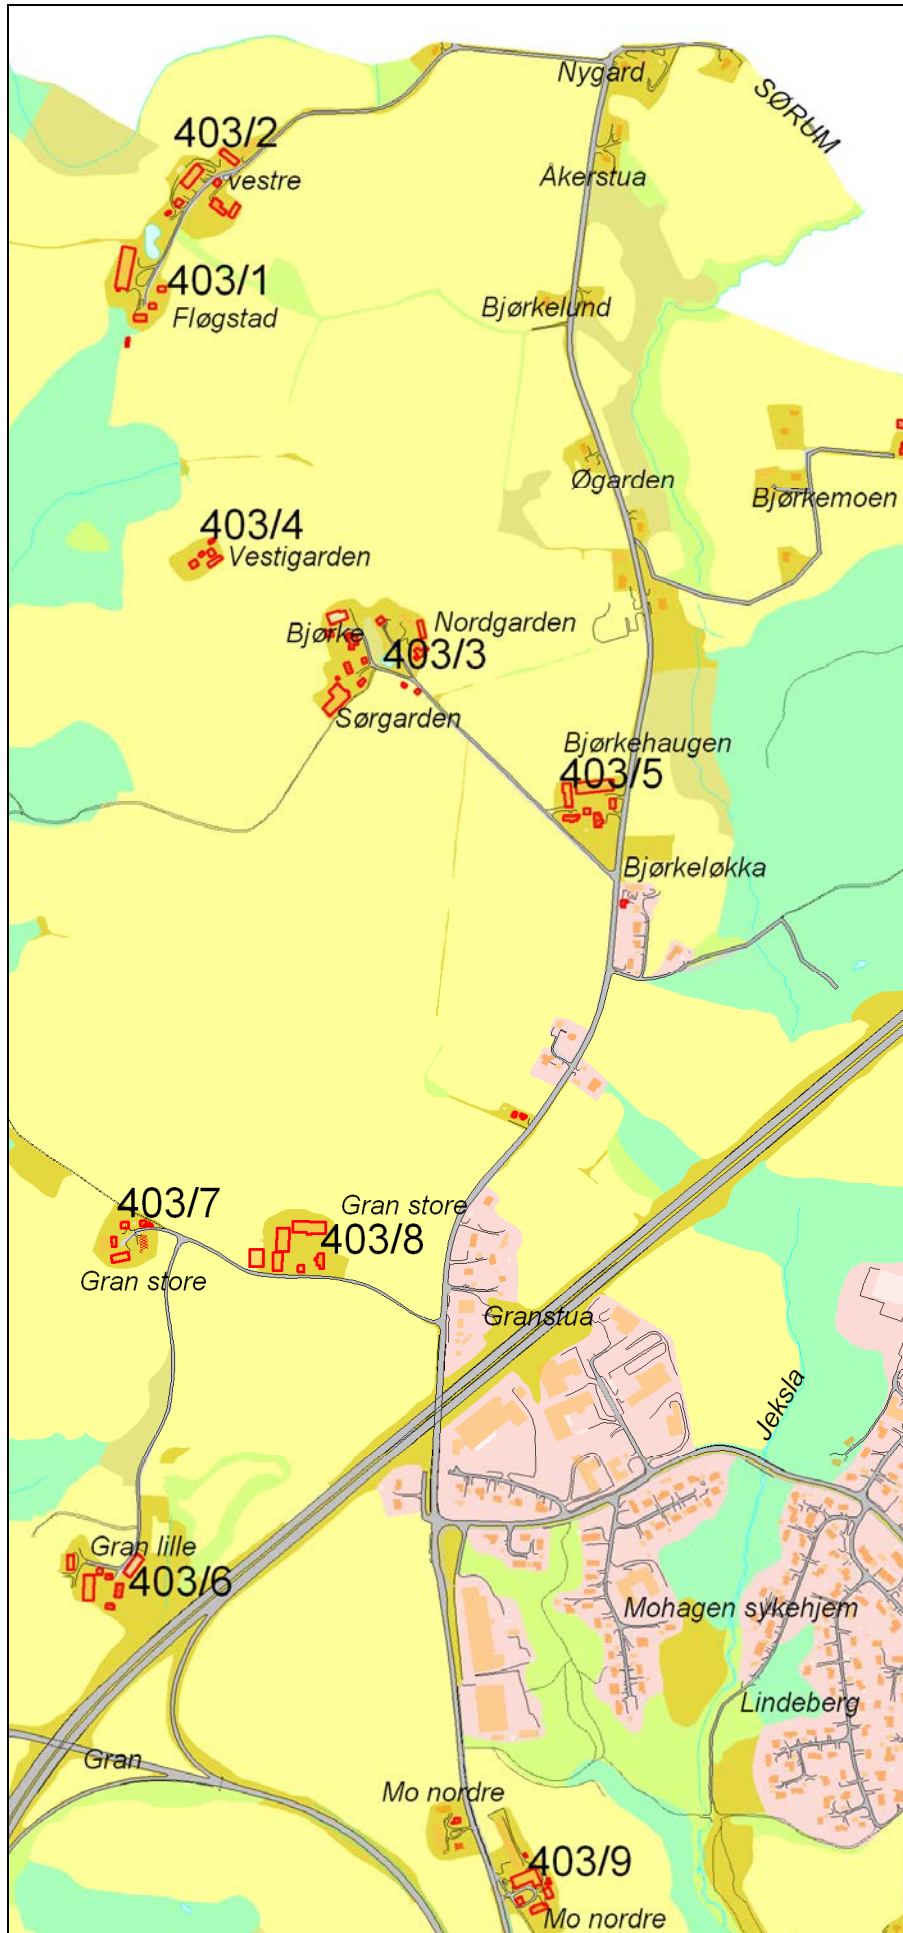 Nygard
SØRUM
403/2
vestre
Åkerstua
403/1
Fløgstad
Bjørkelund
Øgarden
Bjørkemoen
403/4
Vestigarden
Bjørke
Nordgarden
403/3
Sørgarden
Bjørkehaugen
403/5
Bjørkeløkka
403/7
Gran store
403/8
Gran store
Granstua
Jeksla
Gran lille
403/6
Mohagen sykehjem
Lindeberg
Gran
Mo nordre
403/9
Mo nordre